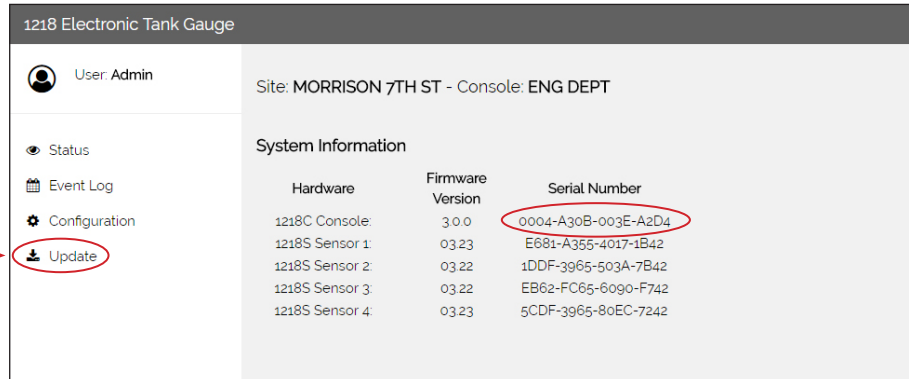 1218 Electronic Tank Gauge
User: Admin
Status
Event Log
Configuration
Update
Site: MORRISON 7TH ST - Console: ENG DEPT
System Information
Hardware Firmware Version Serial Number
1218C Console: 3.0.0 0004-A30B-003E-A2D4
1218S Sensor 1: 03.23 E681-A355-4017-1B42
1218S Sensor 2: 03.22 1DDF-3965-503A-7B42
1218S Sensor 3: 03.22 EB62-FC65-6090-F742
1218S Sensor 4: 03.23 5CDF-3965-80EC-7242